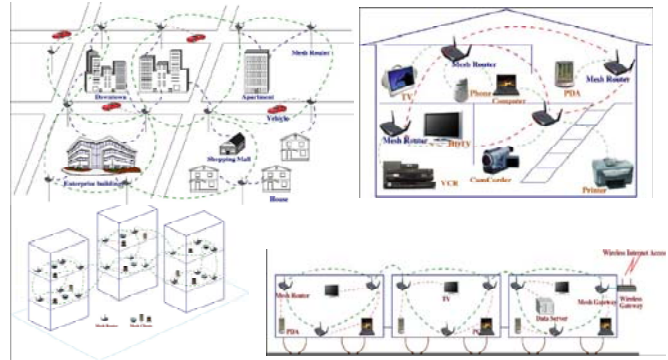 Mesh Router
Downtown
Apartment
Vehicle
Shopping Mall
Enterprise building
House
Mesh Router
TV
Phone
Computer
PDA
Mesh Router
Mesh Router
HDTV
VCR
CamCorder
Printer
Mesh Router
Mesh Client
Wireless Internet Access
Mesh Router
TV
Mesh Gateway
Wireless
Gateway
Data Server
PDA